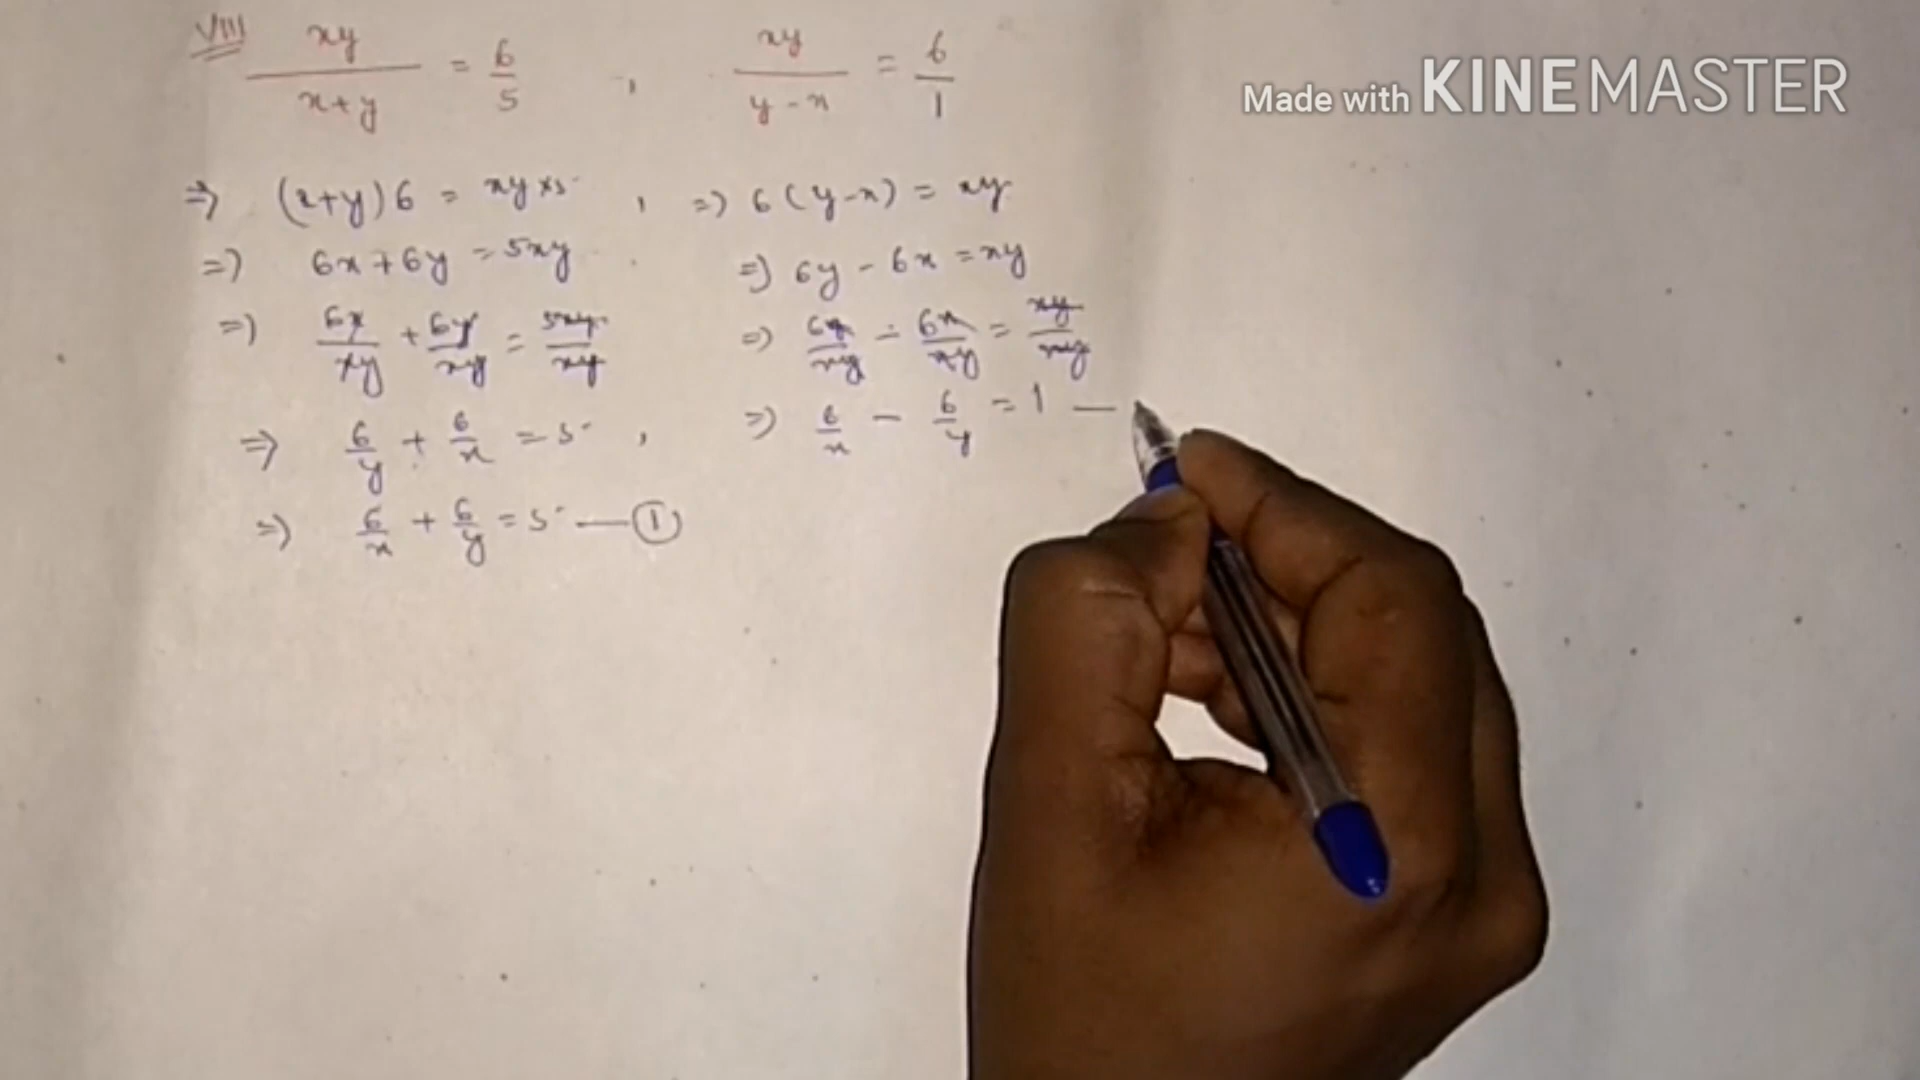 VIII xy/(x+y) = 6/5 , xy/(y-x) = 6/1
Made with KINEMASTER
⇒ (x+y)6 = xy×5 , ⇒ 6(y-x) = xy
⇒ 6x+6y = 5xy ⇒ 6y - 6x = xy
⇒ 6x/xy + 6y/xy = 5xy/xy ⇒ 6y/xy - 6x/xy = xy/xy
⇒ 6/y + 6/x = 5 , ⇒ 6/x - 6/y = 1 —
⇒ 6/x + 6/y = 5 — ①